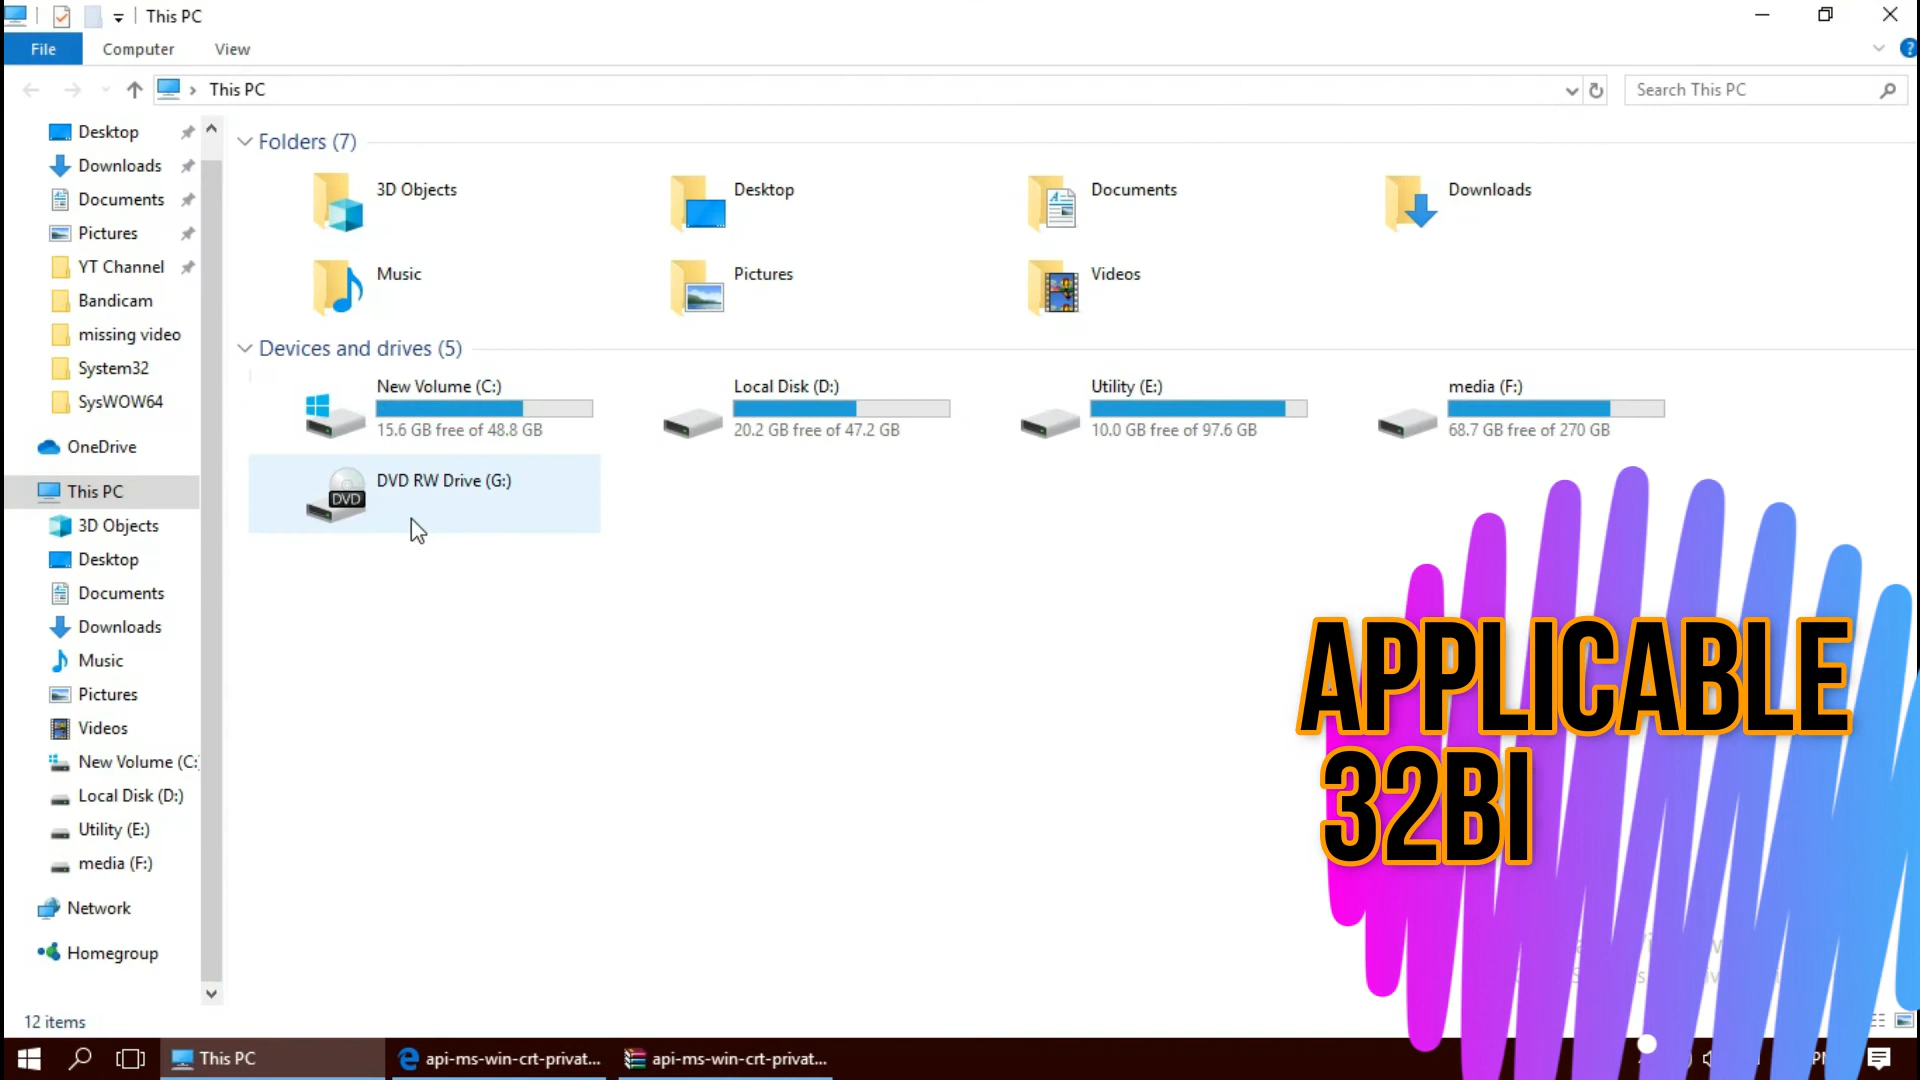 This PC
File Computer View
This PC
Search This PC
Desktop
Downloads
Documents
Pictures
YT Channel
Bandicam
missing video
System32
SysWOW64
OneDrive
This PC
3D Objects
Desktop
Documents
Downloads
Music
Pictures
Videos
New Volume (C:
Local Disk (D:)
Utility (E:)
media (F:)
Network
Homegroup
Folders (7)
3D Objects
Desktop
Documents
Downloads
Music
Pictures
Videos
Devices and drives (5)
New Volume (C:)
15.6 GB free of 48.8 GB
Local Disk (D:)
20.2 GB free of 47.2 GB
Utility (E:)
10.0 GB free of 97.6 GB
media (F:)
68.7 GB free of 270 GB
DVD RW Drive (G:)
DVD
APPLICABLE
32BI
12 items
This PC
api-ms-win-crt-privat...
api-ms-win-crt-privat...